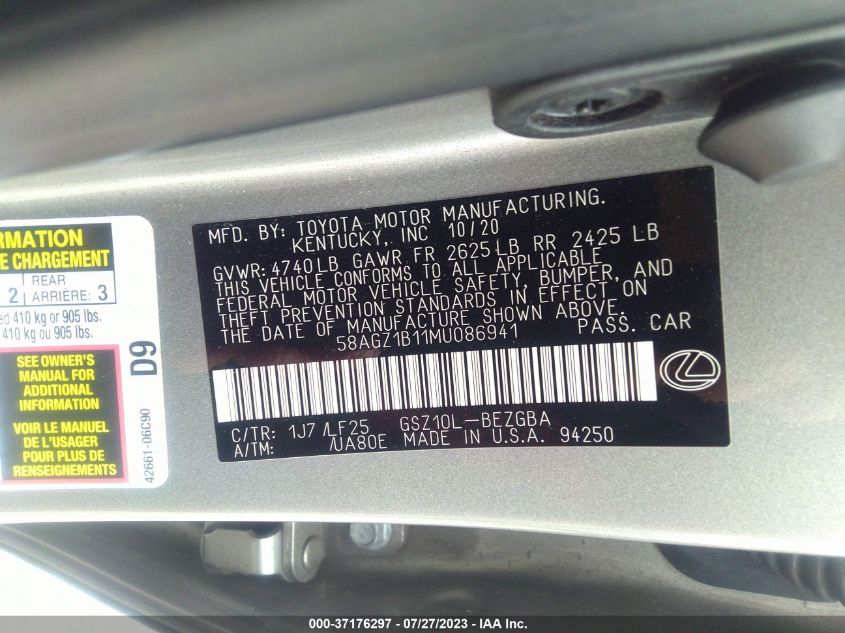 RMATION
E CHARGEMENT
2 REAR ARRIÈRE: 3
ed 410 kg or 905 lbs.
410 kg ou 905 lbs.
SEE OWNER'S
MANUAL FOR
ADDITIONAL
INFORMATION
VOIR LE MANUEL
DE L'USAGER
POUR PLUS DE
RENSEIGNEMENTS
D9
42661-06C90
MFD. BY: TOYOTA MOTOR MANUFACTURING.
KENTUCKY, INC 10/20
GVWR: 4740LB GAWR FR 2625LB RR 2425 LB
THIS VEHICLE CONFORMS TO ALL APPLICABLE
FEDERAL MOTOR VEHICLE SAFETY, BUMPER, AND
THEFT PREVENTION STANDARDS IN EFFECT ON
THE DATE OF MANUFACTURE SHOWN ABOVE.
58AGZ1B11MU086941 PASS. CAR
C/TR: 1J7 /LF25 GSZ10L-BEZGBA
A/TM: /UA80E MADE IN U.S.A. 94250
000-37176297 - 07/27/2023 - IAA Inc.